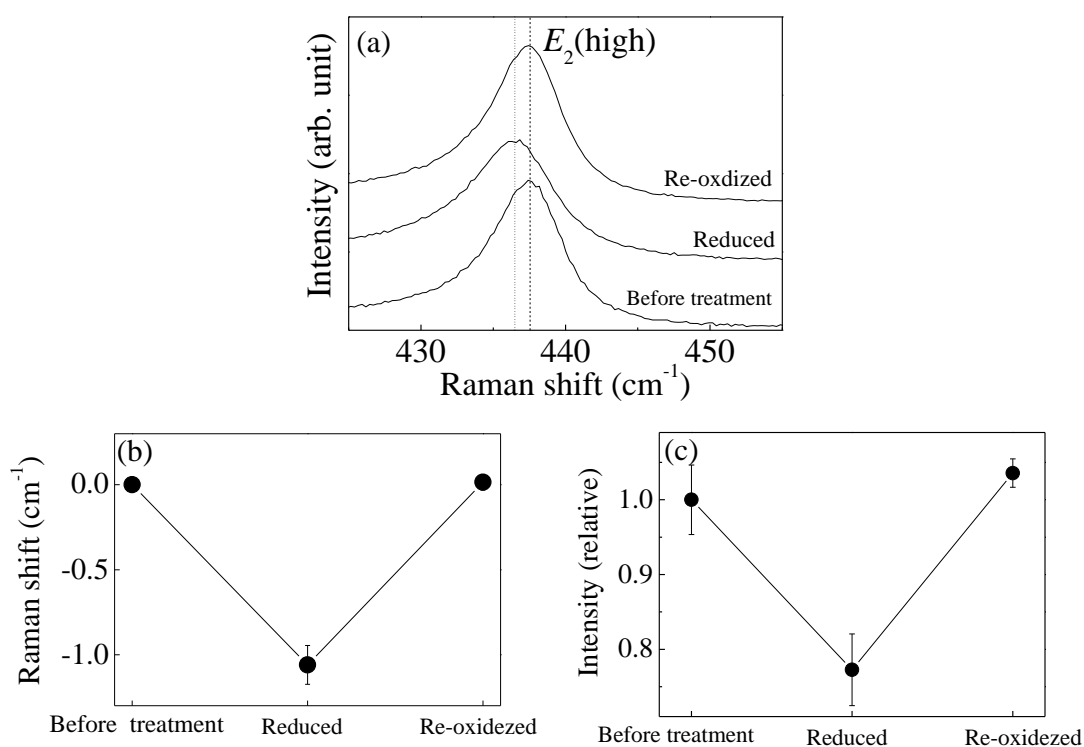 (a)
E2(high)
Intensity (arb. unit)
Re-oxdized
Reduced
Before treatment
430 440 450
Raman shift (cm-1)
(b)
Raman shift (cm-1)
0.0
-0.5
-1.0
Before treatment Reduced Re-oxidezed
(c)
Intensity (relative)
1.0
0.9
0.8
Before treatment Reduced Re-oxidezed